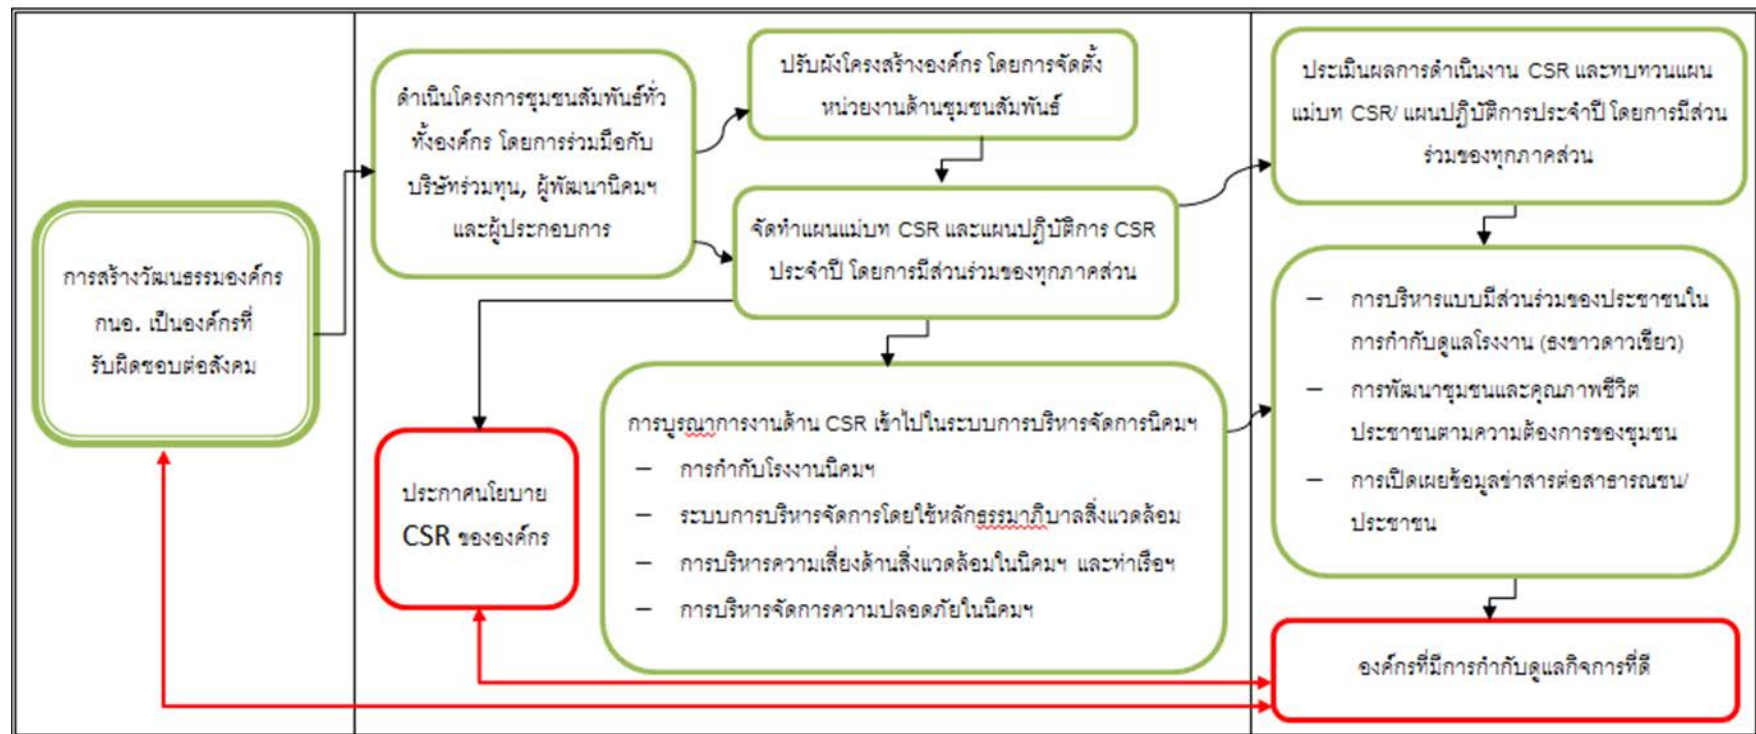 การสร้างวัฒนธรรมองค์กร
กนอ. เป็นองค์กรที่
รับผิดชอบต่อสังคม
ดำเนินโครงการชุมชนสัมพันธ์ทั่ว
ทั้งองค์กร โดยการร่วมมือกับ
บริษัทร่วมทุน, ผู้พัฒนานิคมฯ
และผู้ประกอบการ
ปรับผังโครงสร้างองค์กร โดยการจัดตั้ง
หน่วยงานด้านชุมชนสัมพันธ์
จัดทำแผนแม่บท CSR และแผนปฏิบัติการ CSR
ประจำปี โดยการมีส่วนร่วมของทุกภาคส่วน
ประกาศนโยบาย
CSR ขององค์กร
การบูรณาการงานด้าน CSR เข้าไปในระบบการบริหารจัดการนิคมฯ
– การกำกับโรงงานนิคมฯ
– ระบบการบริหารจัดการโดยใช้หลักธรรมาภิบาลสิ่งแวดล้อม
– การบริหารความเสี่ยงด้านสิ่งแวดล้อมในนิคมฯ และท่าเรือฯ
– การบริหารจัดการความปลอดภัยในนิคมฯ
ประเมินผลการดำเนินงาน CSR และทบทวนแผน
แม่บท CSR/ แผนปฏิบัติการประจำปี โดยการมีส่วน
ร่วมของทุกภาคส่วน
– การบริหารแบบมีส่วนร่วมของประชาชนใน
การกำกับดูแลโรงงาน (ธงขาวดาวเขียว)
– การพัฒนาชุมชนและคุณภาพชีวิต
ประชาชนตามความต้องการของชุมชน
– การเปิดเผยข้อมูลข่าสารต่อสาธารณชน/
ประชาชน
องค์กรที่มีการกำกับดูแลกิจการที่ดี